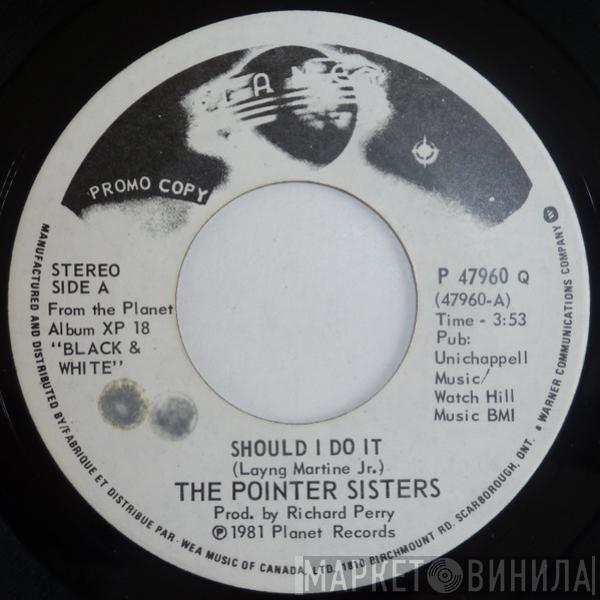 PLANET
PROMO COPY
STEREO
SIDE A
From the Planet
Album XP 18
"BLACK &
WHITE"
P 47960 Q
(47960-A)
Time - 3:53
Pub:
Unichappell
Music/
Watch Hill
Music BMI
SHOULD I DO IT
(Layng Martine Jr.)
THE POINTER SISTERS
Prod. by Richard Perry
Ⓟ1981 Planet Records
MANUFACTURED AND DISTRIBUTED BY/FABRIQUE ET DISTRIBUE PAR - WEA MUSIC OF CANADA, LTD. 1810 BIRCHMOUNT RD. SCARBOROUGH, ONT. a WARNER COMMUNICATIONS COMPANY
МАРКЕТ ВИНИЛА